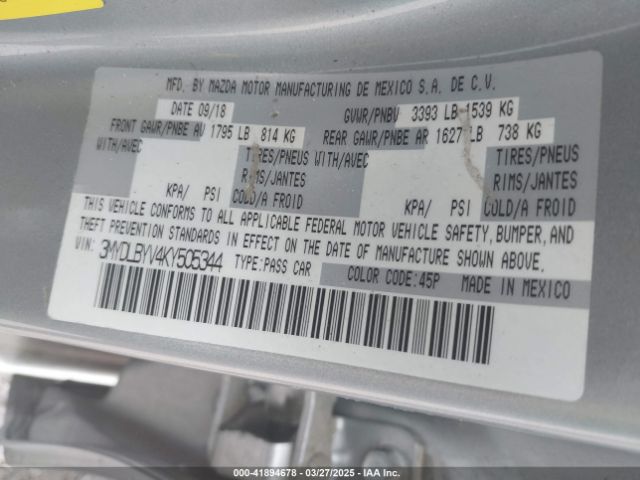 MFD. BY MAZDA MOTOR MANUFACTURING DE MEXICO S.A. DE C.V.
DATE 09/18 GVWR/PNBV 3393 LB 1539 KG
FRONT GAWR/PNBE AV 1795 LB 814 KG REAR GAWR/PNBE AR 1627 LB 738 KG
WITH/AVEC TIRES/PNEUS WITH/AVEC TIRES/PNEUS
RIMS/JANTES RIMS/JANTES
KPA/ PSI COLD/A FROID KPA/ PSI COLD/A FROID
THIS VEHICLE CONFORMS TO ALL APPLICABLE FEDERAL MOTOR VEHICLE SAFETY, BUMPER, AND
THEFT PREVENTION STANDARDS IN EFFECT ON THE DATE OF MANUFACTURE SHOWN ABOVE.
VIN: 3MYDLBYV4KY505344 TYPE:PASS CAR COLOR CODE:45P MADE IN MEXICO
000-41894678 | 03/27/2025 | IAA Inc.